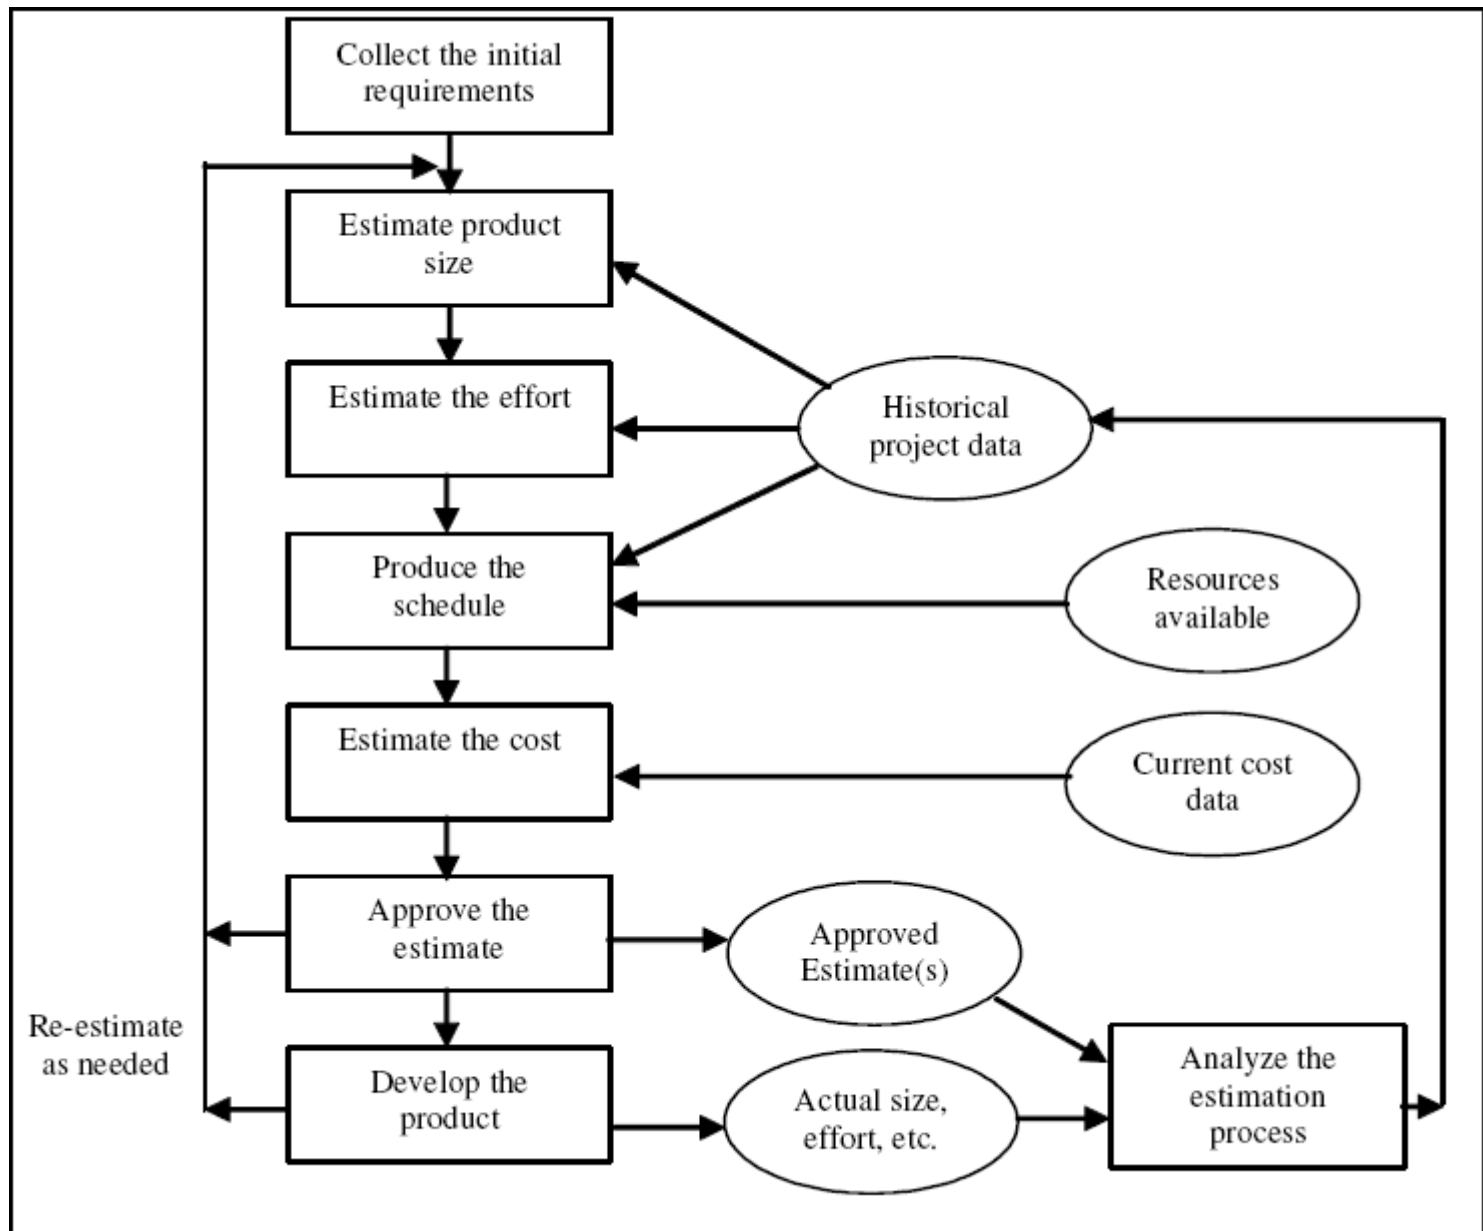 Collect the initial
requirements
Estimate product
size
Estimate the effort
Historical
project data
Produce the
schedule
Resources
available
Estimate the cost
Current cost
data
Approve the
estimate
Approved
Estimate(s)
Re-estimate
as needed
Develop the
product
Actual size,
effort, etc.
Analyze the
estimation
process